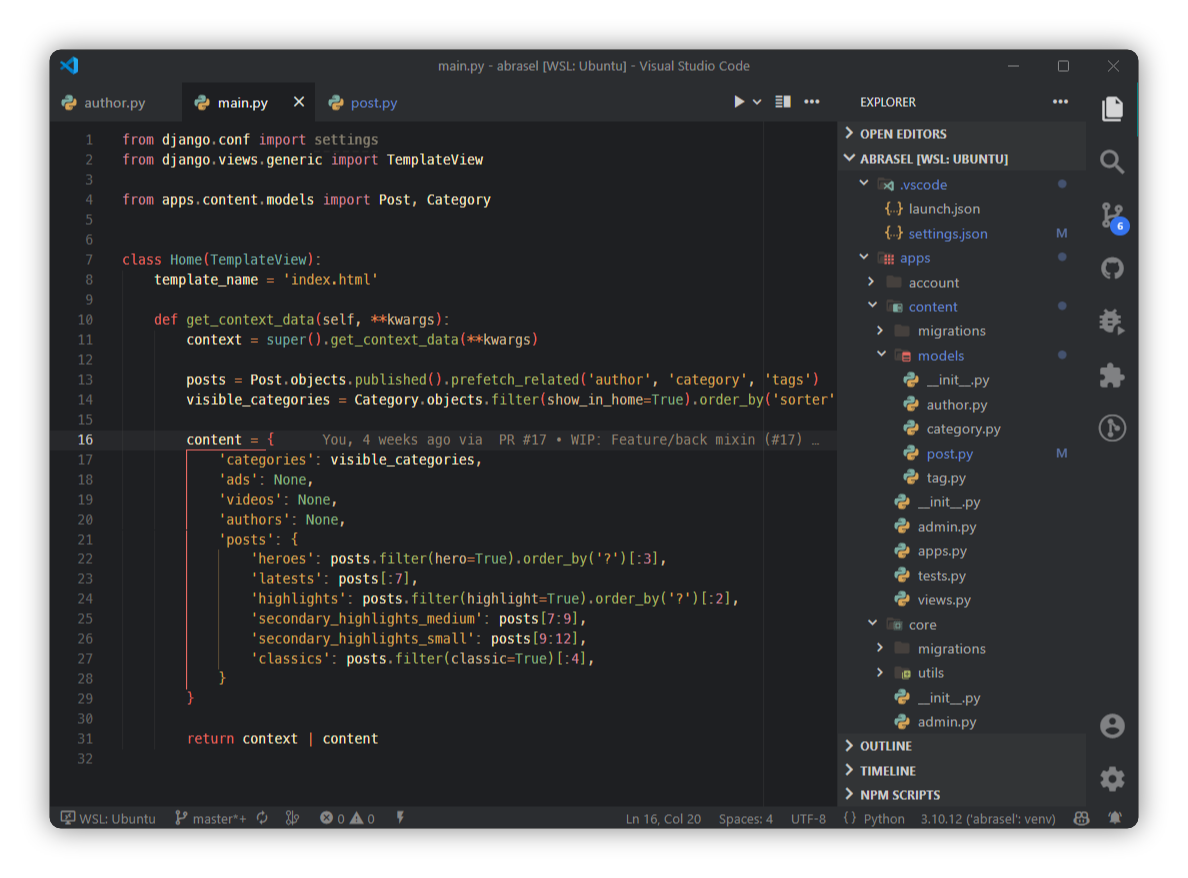 main.py - abrasel [WSL: Ubuntu] - Visual Studio Code
author.py
main.py
post.py
1 from django.conf import settings
2 from django.views.generic import TemplateView
3
4 from apps.content.models import Post, Category
5
6
7 class Home(TemplateView):
8     template_name = 'index.html'
9
10     def get_context_data(self, **kwargs):
11         context = super().get_context_data(**kwargs)
12
13         posts = Post.objects.published().prefetch_related('author', 'category', 'tags')
14         visible_categories = Category.objects.filter(show_in_home=True).order_by('sorter'
15
16         content = {      You, 4 weeks ago via  PR #17 • WIP: Feature/back mixin (#17) …
17             'categories': visible_categories,
18             'ads': None,
19             'videos': None,
20             'authors': None,
21             'posts': {
22                 'heroes': posts.filter(hero=True).order_by('?')[:3],
23                 'latests': posts[:7],
24                 'highlights': posts.filter(highlight=True).order_by('?')[:2],
25                 'secondary_highlights_medium': posts[7:9],
26                 'secondary_highlights_small': posts[9:12],
27                 'classics': posts.filter(classic=True)[:4],
28             }
29         }
30
31         return context | content
32
EXPLORER
OPEN EDITORS
ABRASEL [WSL: UBUNTU]
.vscode
{..} launch.json
{..} settings.json M
apps
account
content
migrations
models
__init__.py
author.py
category.py
post.py M
tag.py
__init__.py
admin.py
apps.py
tests.py
views.py
core
migrations
utils
__init__.py
admin.py
OUTLINE
TIMELINE
NPM SCRIPTS
6
WSL: Ubuntu master*+ 0 0 Ln 16, Col 20 Spaces: 4 UTF-8 {} Python 3.10.12 ('abrasel': venv)